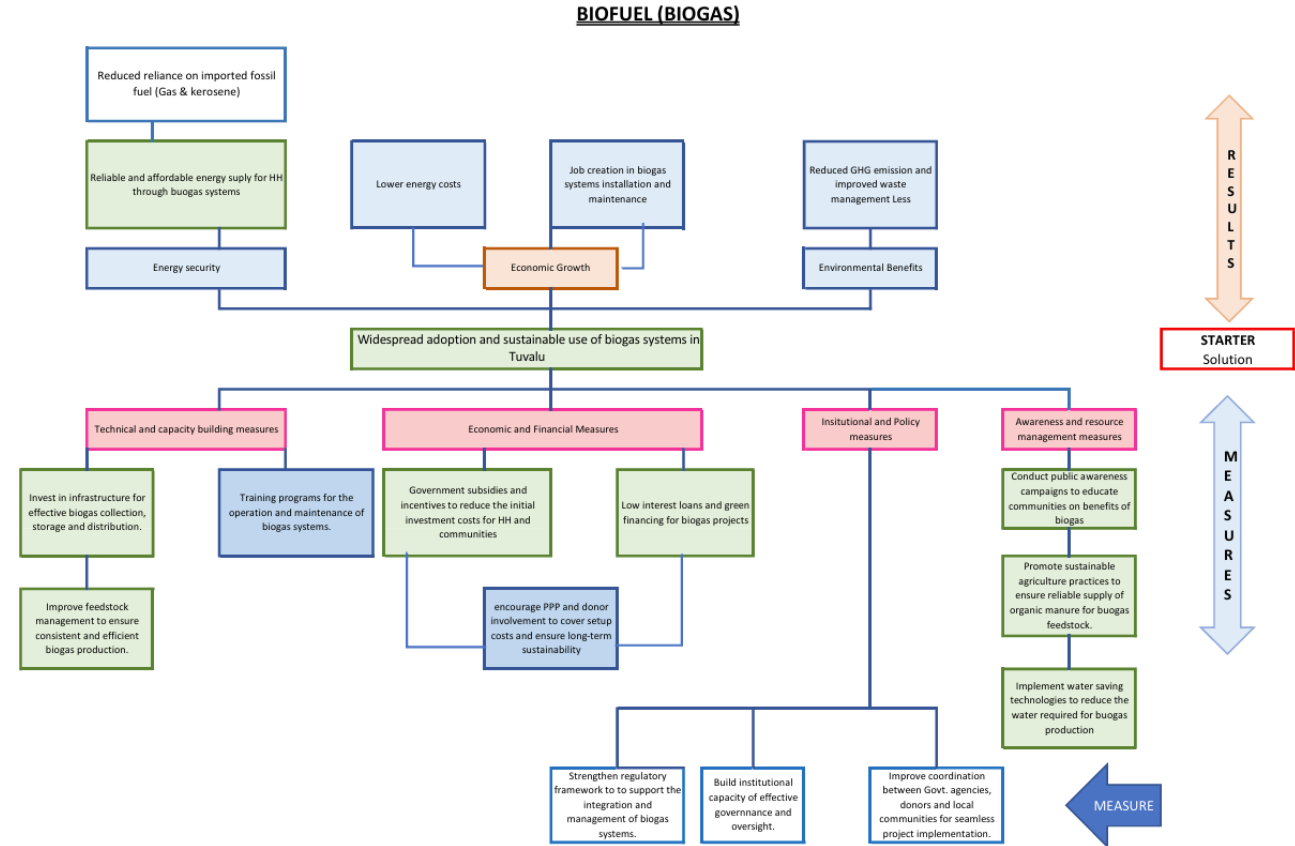 BIOFUEL (BIOGAS)
Reduced reliance on imported fossil
fuel (Gas & kerosene)
Reliable and affordable energy suply for HH
through buogas systems
Lower energy costs
Job creation in biogas
systems installation and
maintenance
Reduced GHG emission and
improved waste
management Less
Energy security
Economic Growth
Environmental Benefits
RESULTS
Widespread adoption and sustainable use of biogas systems in
Tuvalu
STARTER
Solution
Technical and capacity building measures
Economic and Financial Measures
Insitutional and Policy
measures
Awareness and resource
management measures
MEASURES
Invest in infrastructure for
effective biogas collection,
storage and distribution.
Training programs for the
operation and maintenance of
biogas systems.
Government subsidies and
incentives to reduce the initial
investment costs for HH and
communities
Low interest loans and green
financing for biogas projects
Conduct public awareness
campaigns to educate
communities on benefits of
biogas
Improve feedstock
management to ensure
consistent and efficient
biogas production.
encourage PPP and donor
involvement to cover setup
costs and ensure long-term
sustainability
Promote sustainable
agriculture practices to
ensure reliable supply of
organic manure for buogas
feedstock.
Implement water saving
technologies to reduce the
water required for buogas
production
Strengthen regulatory
framework to to support the
integration and
management of biogas
systems.
Build institutional
capacity of effective
governnance and
oversight.
Improve coordination
between Govt. agencies,
donors and local
communities for seamless
project implementation.
MEASURE